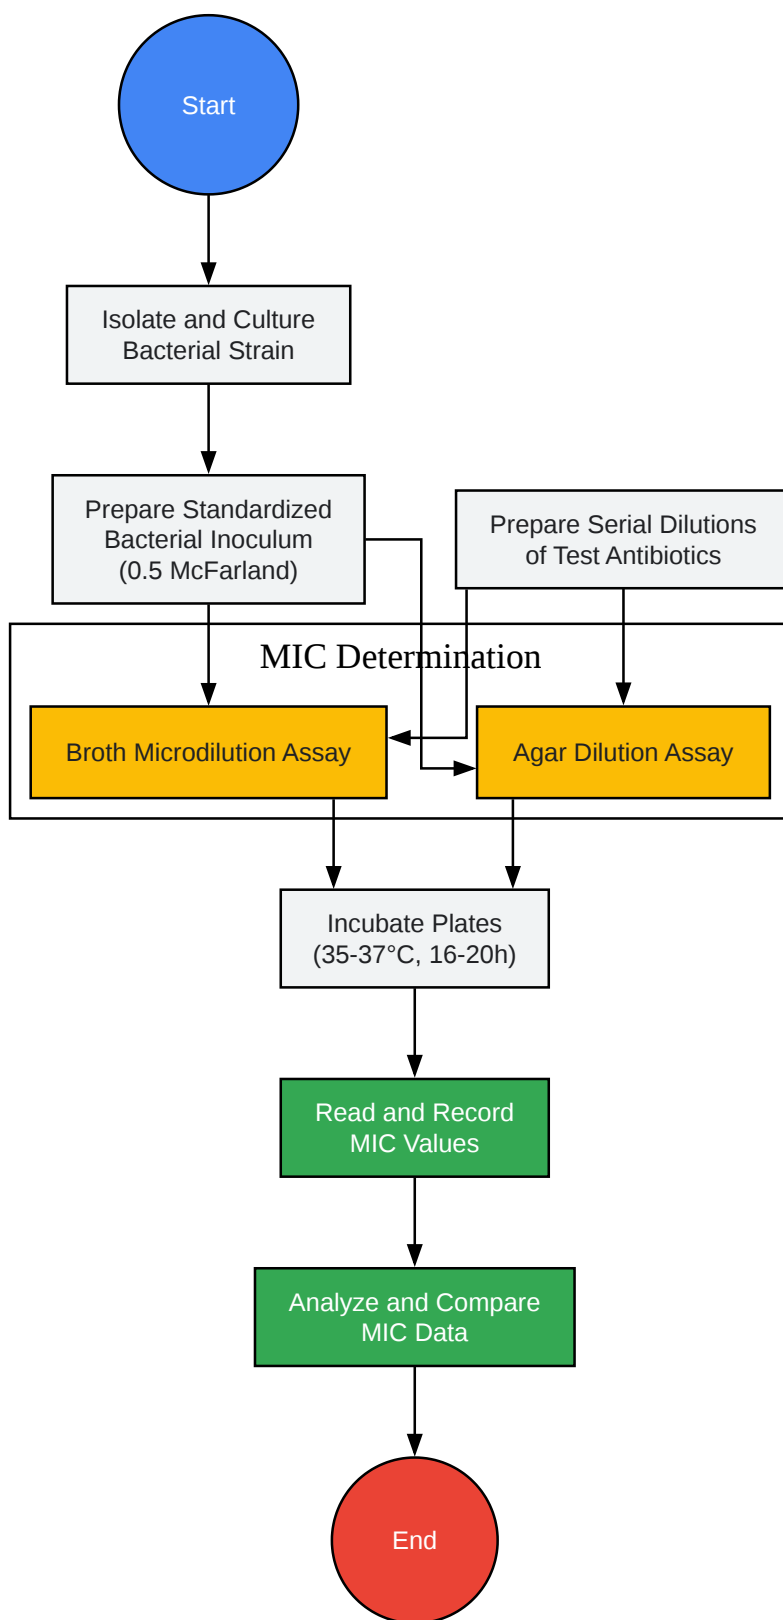 Start
Isolate and Culture
Bacterial Strain
Prepare Standardized
Bacterial Inoculum
(0.5 McFarland)
Prepare Serial Dilutions
of Test Antibiotics
MIC Determination
Broth Microdilution Assay
Agar Dilution Assay
Incubate Plates
(35-37°C, 16-20h)
Read and Record
MIC Values
Analyze and Compare
MIC Data
End